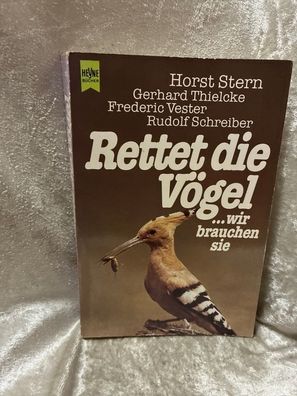 HEYNE
BÜCHER
Horst Stern
Gerhard Thielcke
Frederic Vester
Rudolf Schreiber
Rettet die
Vögel
...wir
brauchen
sie